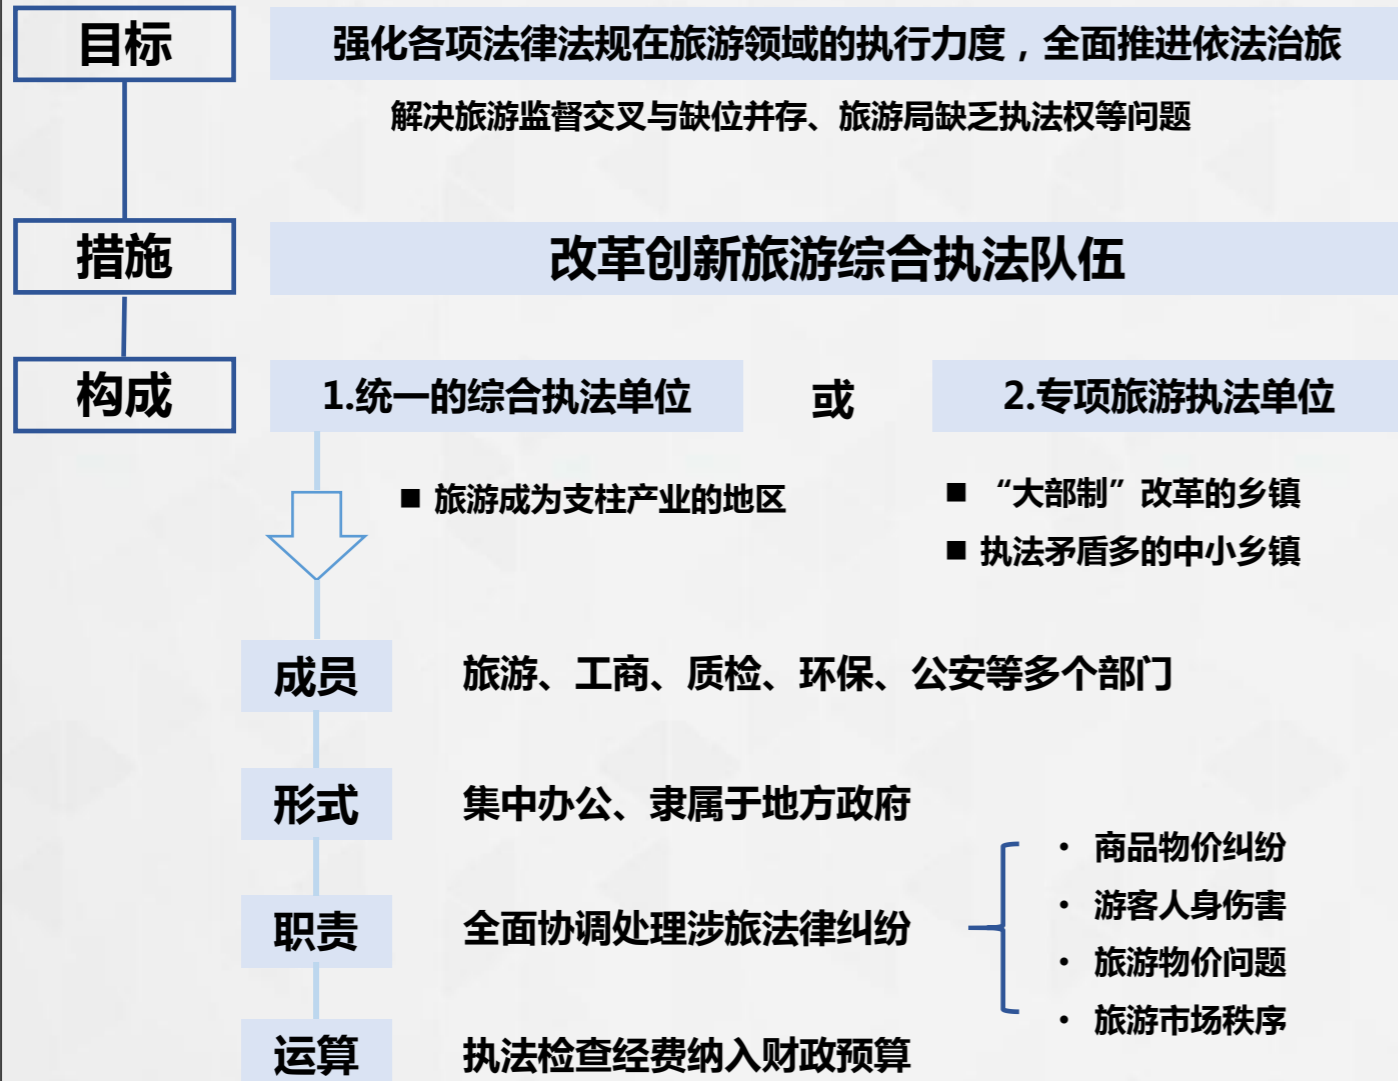 目标
强化各项法律法规在旅游领域的执行力度，全面推进依法治旅
解决旅游监督交叉与缺位并存、旅游局缺乏执法权等问题
措施
改革创新旅游综合执法队伍
构成
1.统一的综合执法单位
或
2.专项旅游执法单位
■ 旅游成为支柱产业的地区
■ “大部制”改革的乡镇
■ 执法矛盾多的中小乡镇
成员
旅游、工商、质检、环保、公安等多个部门
形式
集中办公、隶属于地方政府
职责
全面协调处理涉旅法律纠纷
• 商品物价纠纷
• 游客人身伤害
• 旅游物价问题
• 旅游市场秩序
运算
执法检查经费纳入财政预算